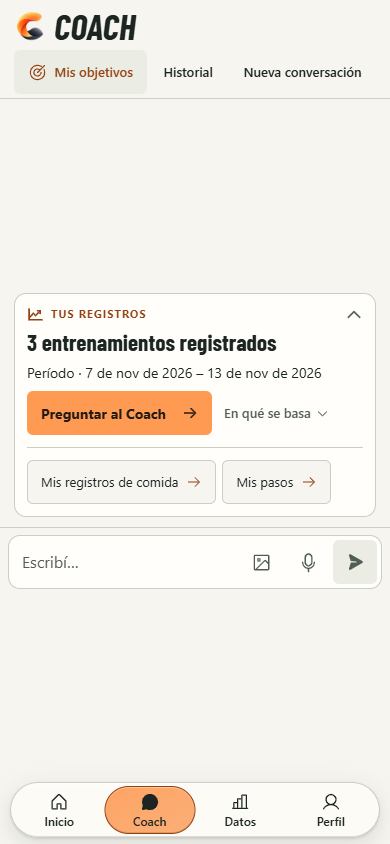 COACH
Mis objetivos
Historial
Nueva conversación
TUS REGISTROS
3 entrenamientos registrados
Período · 7 de nov de 2026 – 13 de nov de 2026
Preguntar al Coach
En qué se basa
Mis registros de comida
Mis pasos
Escribí...
Inicio
Coach
Datos
Perfil